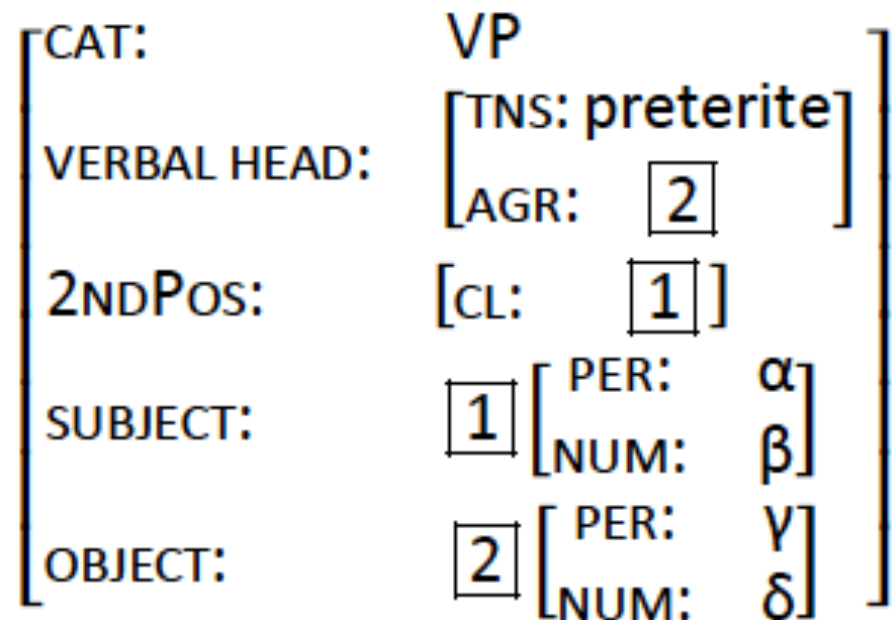 CAT: VP
TNS: preterite
VERBAL HEAD:
AGR: 2
2NDPOS: [CL: 1]
PER: α
SUBJECT: 1
NUM: β
PER: γ
OBJECT: 2
NUM: δ